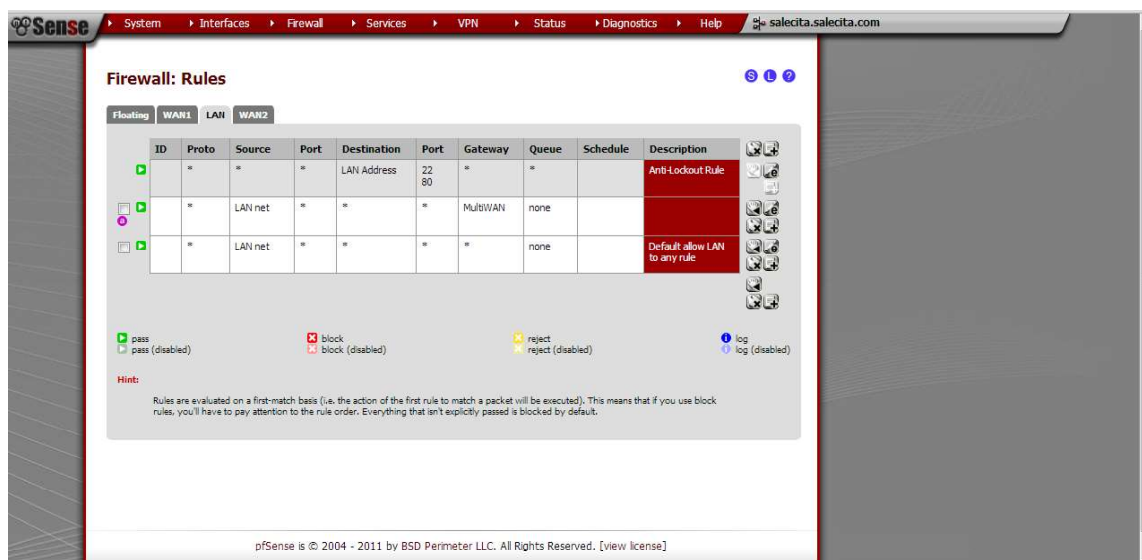 pfSense
System Interfaces Firewall Services VPN Status Diagnostics Help salecita.salecita.com
Firewall: Rules
S L ?
Floating WAN1 LAN WAN2
ID Proto Source Port Destination Port Gateway Queue Schedule Description
* * * LAN Address 22 * * Anti-Lockout Rule
80
* LAN net * * * MultiWAN none
a
* LAN net * * * * none Default allow LAN
to any rule
pass block reject log
pass (disabled) block (disabled) reject (disabled) log (disabled)
Hint:
Rules are evaluated on a first-match basis (i.e. the action of the first rule to match a packet will be executed). This means that if you use block
rules, you'll have to pay attention to the rule order. Everything that isn't explicitly passed is blocked by default.
pfSense is © 2004 - 2011 by BSD Perimeter LLC. All Rights Reserved. [view license]